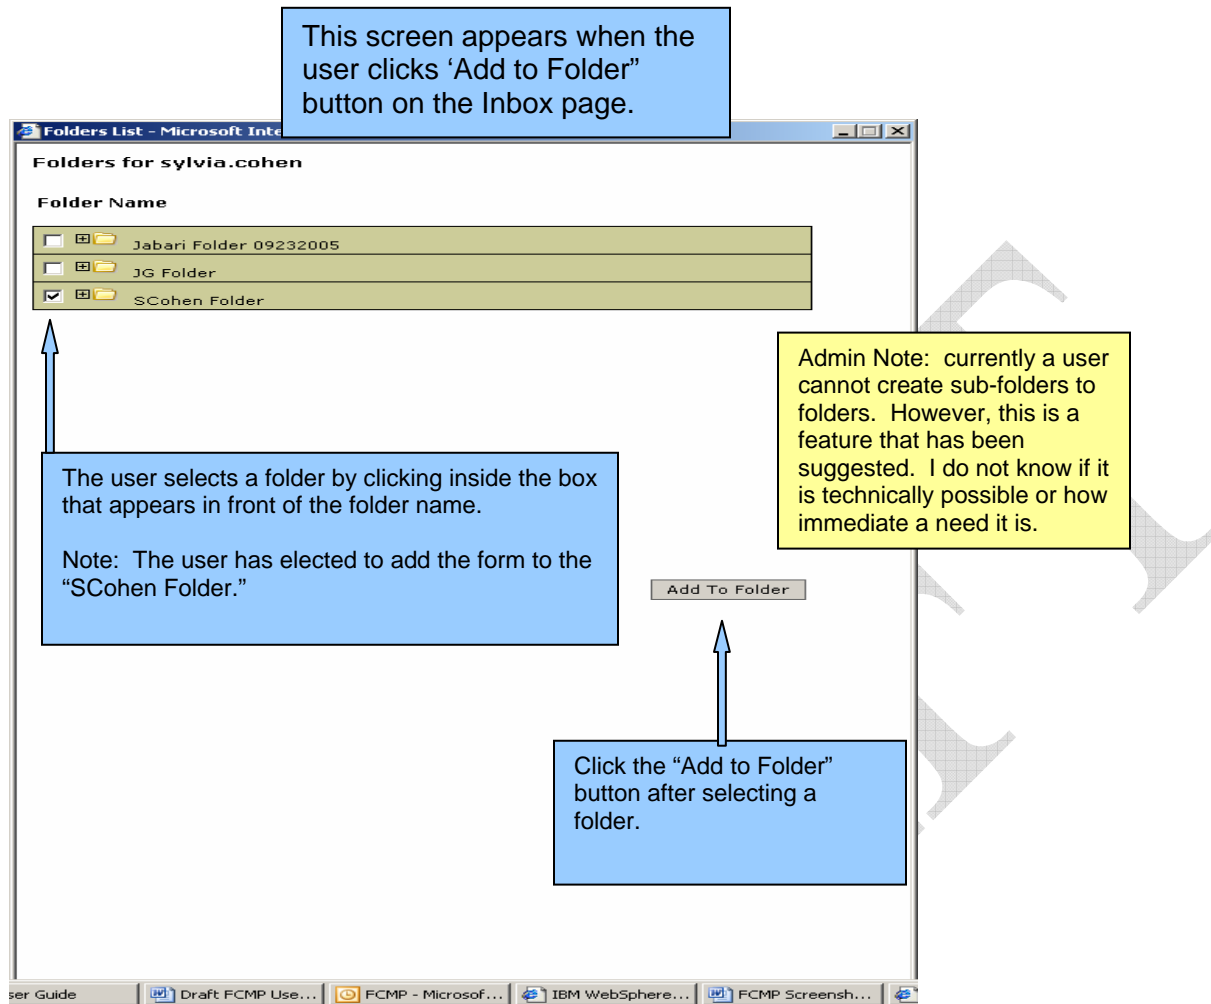 This screen appears when the
user clicks ‘Add to Folder”
button on the Inbox page.
Folders List - Microsoft Inte
Folders for sylvia.cohen
Folder Name
Jabari Folder 09232005
JG Folder
SCohen Folder
Admin Note:  currently a user
cannot create sub-folders to
folders.  However, this is a
feature that has been
suggested.  I do not know if it
is technically possible or how
immediate a need it is.
The user selects a folder by clicking inside the box
that appears in front of the folder name.
Note:  The user has elected to add the form to the
“SCohen Folder.”
Add To Folder
Click the “Add to Folder”
button after selecting a
folder.
ser Guide
Draft FCMP Use...
FCMP - Microsof...
IBM WebSphere...
FCMP Screensh...